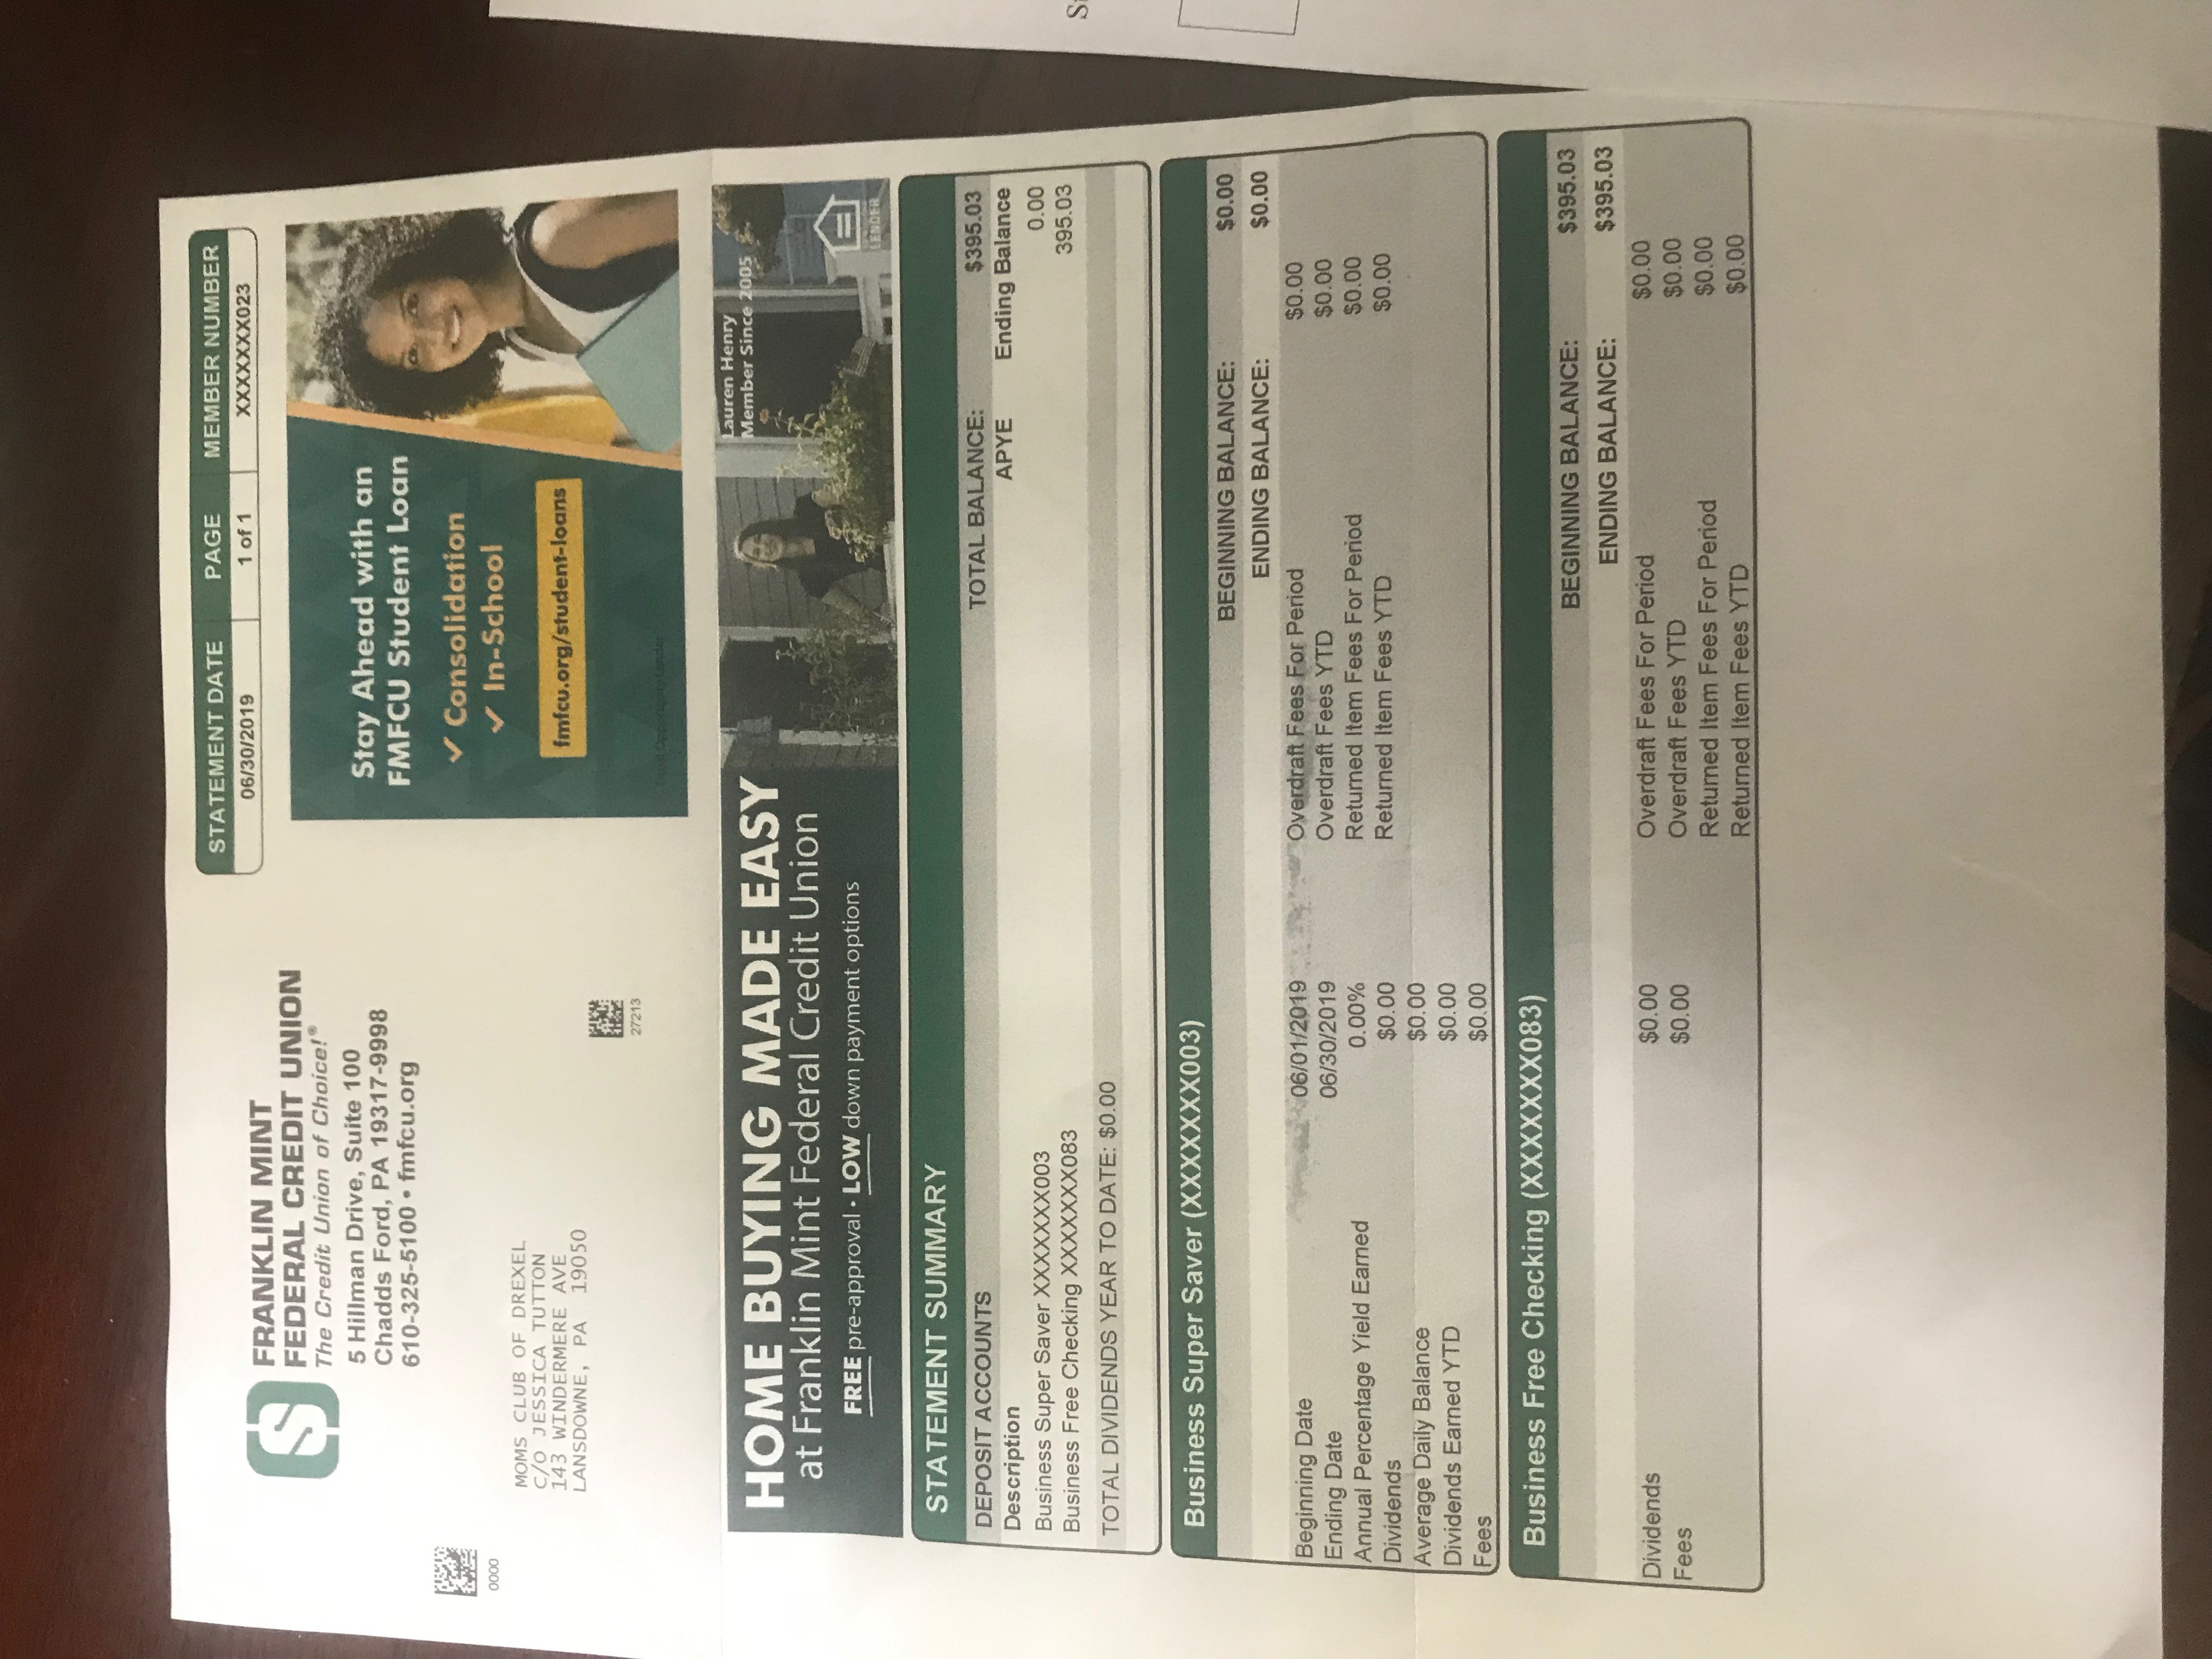 STATEMENT DATE PAGE MEMBER NUMBER
06/30/2019 1 of 1 XXXXXXX023
FRANKLIN MINT
FEDERAL CREDIT UNION
The Credit Union of Choice!®
5 Hillman Drive, Suite 100
Chadds Ford, PA 19317-9998
610-325-5100 • fmfcu.org
0000
MOMS CLUB OF DREXEL
C/O JESSICA TUTTON
143 WINDERMERE AVE
LANSDOWNE, PA 19050
27213
Stay Ahead with an
FMFCU Student Loan
✓ Consolidation
✓ In-School
fmfcu.org/student-loans
Equal Opportunity Lender
HOME BUYING MADE EASY
at Franklin Mint Federal Credit Union
FREE pre-approval • LOW down payment options
Lauren Henry
Member Since 2005
LENDER
STATEMENT SUMMARY
DEPOSIT ACCOUNTS TOTAL BALANCE: $395.03
Description APYE Ending Balance
Business Super Saver XXXXXXX003 0.00
Business Free Checking XXXXXXX083 395.03
TOTAL DIVIDENDS YEAR TO DATE: $0.00
Business Super Saver (XXXXXXX003)
BEGINNING BALANCE: $0.00
ENDING BALANCE: $0.00
Beginning Date 06/01/2019 Overdraft Fees For Period $0.00
Ending Date 06/30/2019 Overdraft Fees YTD $0.00
Annual Percentage Yield Earned 0.00% Returned Item Fees For Period $0.00
Dividends $0.00 Returned Item Fees YTD $0.00
Average Daily Balance $0.00
Dividends Earned YTD $0.00
Fees $0.00
Business Free Checking (XXXXXXX083)
BEGINNING BALANCE: $395.03
ENDING BALANCE: $395.03
Dividends $0.00 Overdraft Fees For Period $0.00
Fees $0.00 Overdraft Fees YTD $0.00
Returned Item Fees For Period $0.00
Returned Item Fees YTD $0.00